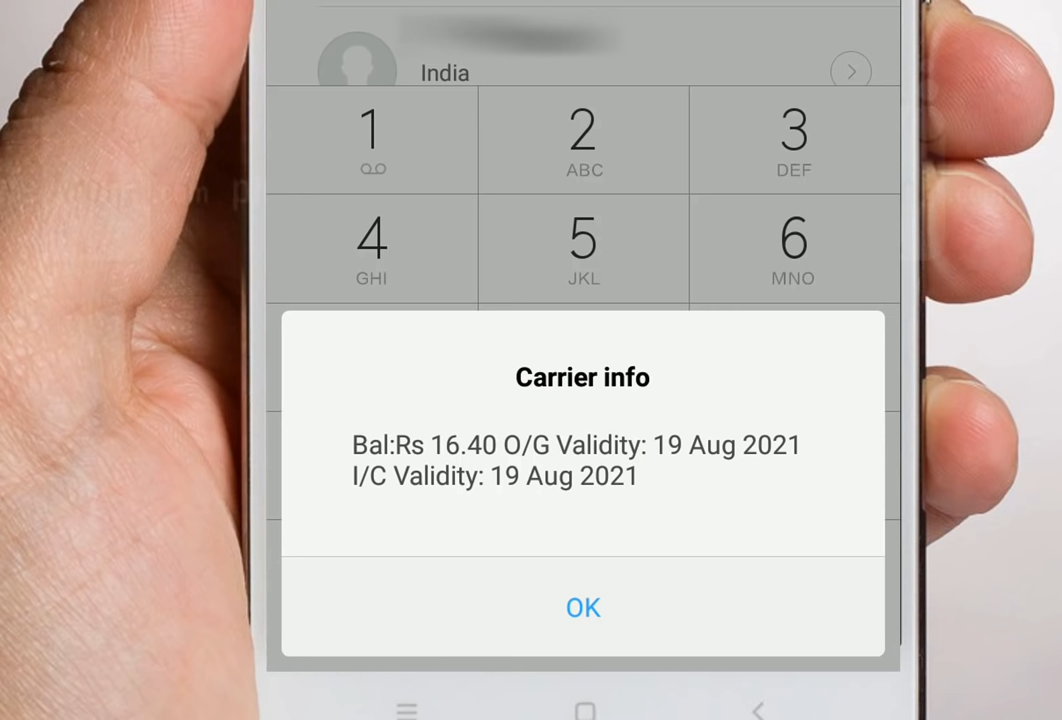 India
1
2
ABC
3
DEF
4
GHI
5
JKL
6
MNO
Carrier info
Bal:Rs 16.40 O/G Validity: 19 Aug 2021
I/C Validity: 19 Aug 2021
OK